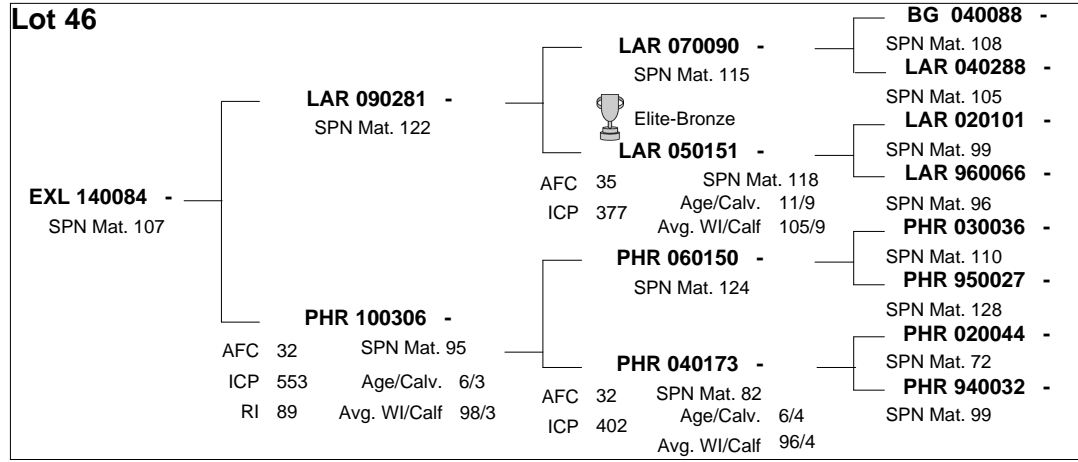 Lot 46
EXL 140084 -
SPN Mat. 107
LAR 090281 -
SPN Mat. 122
PHR 100306 -
AFC 32 SPN Mat. 95
ICP 553 Age/Calv. 6/3
RI 89 Avg. WI/Calf 98/3
LAR 070090 -
SPN Mat. 115
Elite-Bronze
LAR 050151 -
AFC 35 SPN Mat. 118
ICP 377 Age/Calv. 11/9
Avg. WI/Calf 105/9
PHR 060150 -
SPN Mat. 124
PHR 040173 -
AFC 32 SPN Mat. 82
ICP 402 Age/Calv. 6/4
Avg. WI/Calf 96/4
BG 040088 -
SPN Mat. 108
LAR 040288 -
SPN Mat. 105
LAR 020101 -
SPN Mat. 99
LAR 960066 -
SPN Mat. 96
PHR 030036 -
SPN Mat. 110
PHR 950027 -
SPN Mat. 128
PHR 020044 -
SPN Mat. 72
PHR 940032 -
SPN Mat. 99